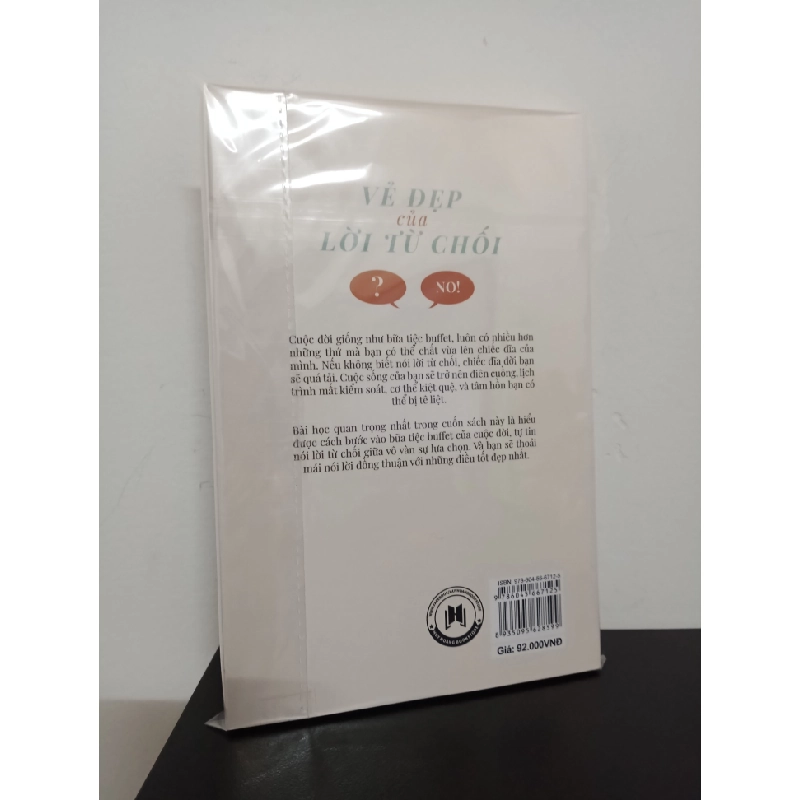 VẺ ĐẸP
của
LỜI TỪ CHỐI
?
NO!
Cuộc đời giống như bữa tiệc buffet, luôn có nhiều hơn
những thứ mà bạn có thể chất vừa lên chiếc đĩa của
mình. Nếu không biết nói lời từ chối, chiếc đĩa đời bạn
sẽ quá tải. Cuộc sống của bạn sẽ trở nên điên cuồng, lịch
trình mất kiểm soát, cơ thể kiệt quệ, và tâm hồn bạn có
thể bị tê liệt.
Bài học quan trọng nhất trong cuốn sách này là hiểu
được cách bước vào bữa tiệc buffet của cuộc đời, tự tin
nói lời từ chối giữa vô vàn sự lựa chọn. Và bạn sẽ thoải
mái nói lời đồng thuận với những điều tốt đẹp nhất.
ISBN:
Giá: 92.000VNĐ